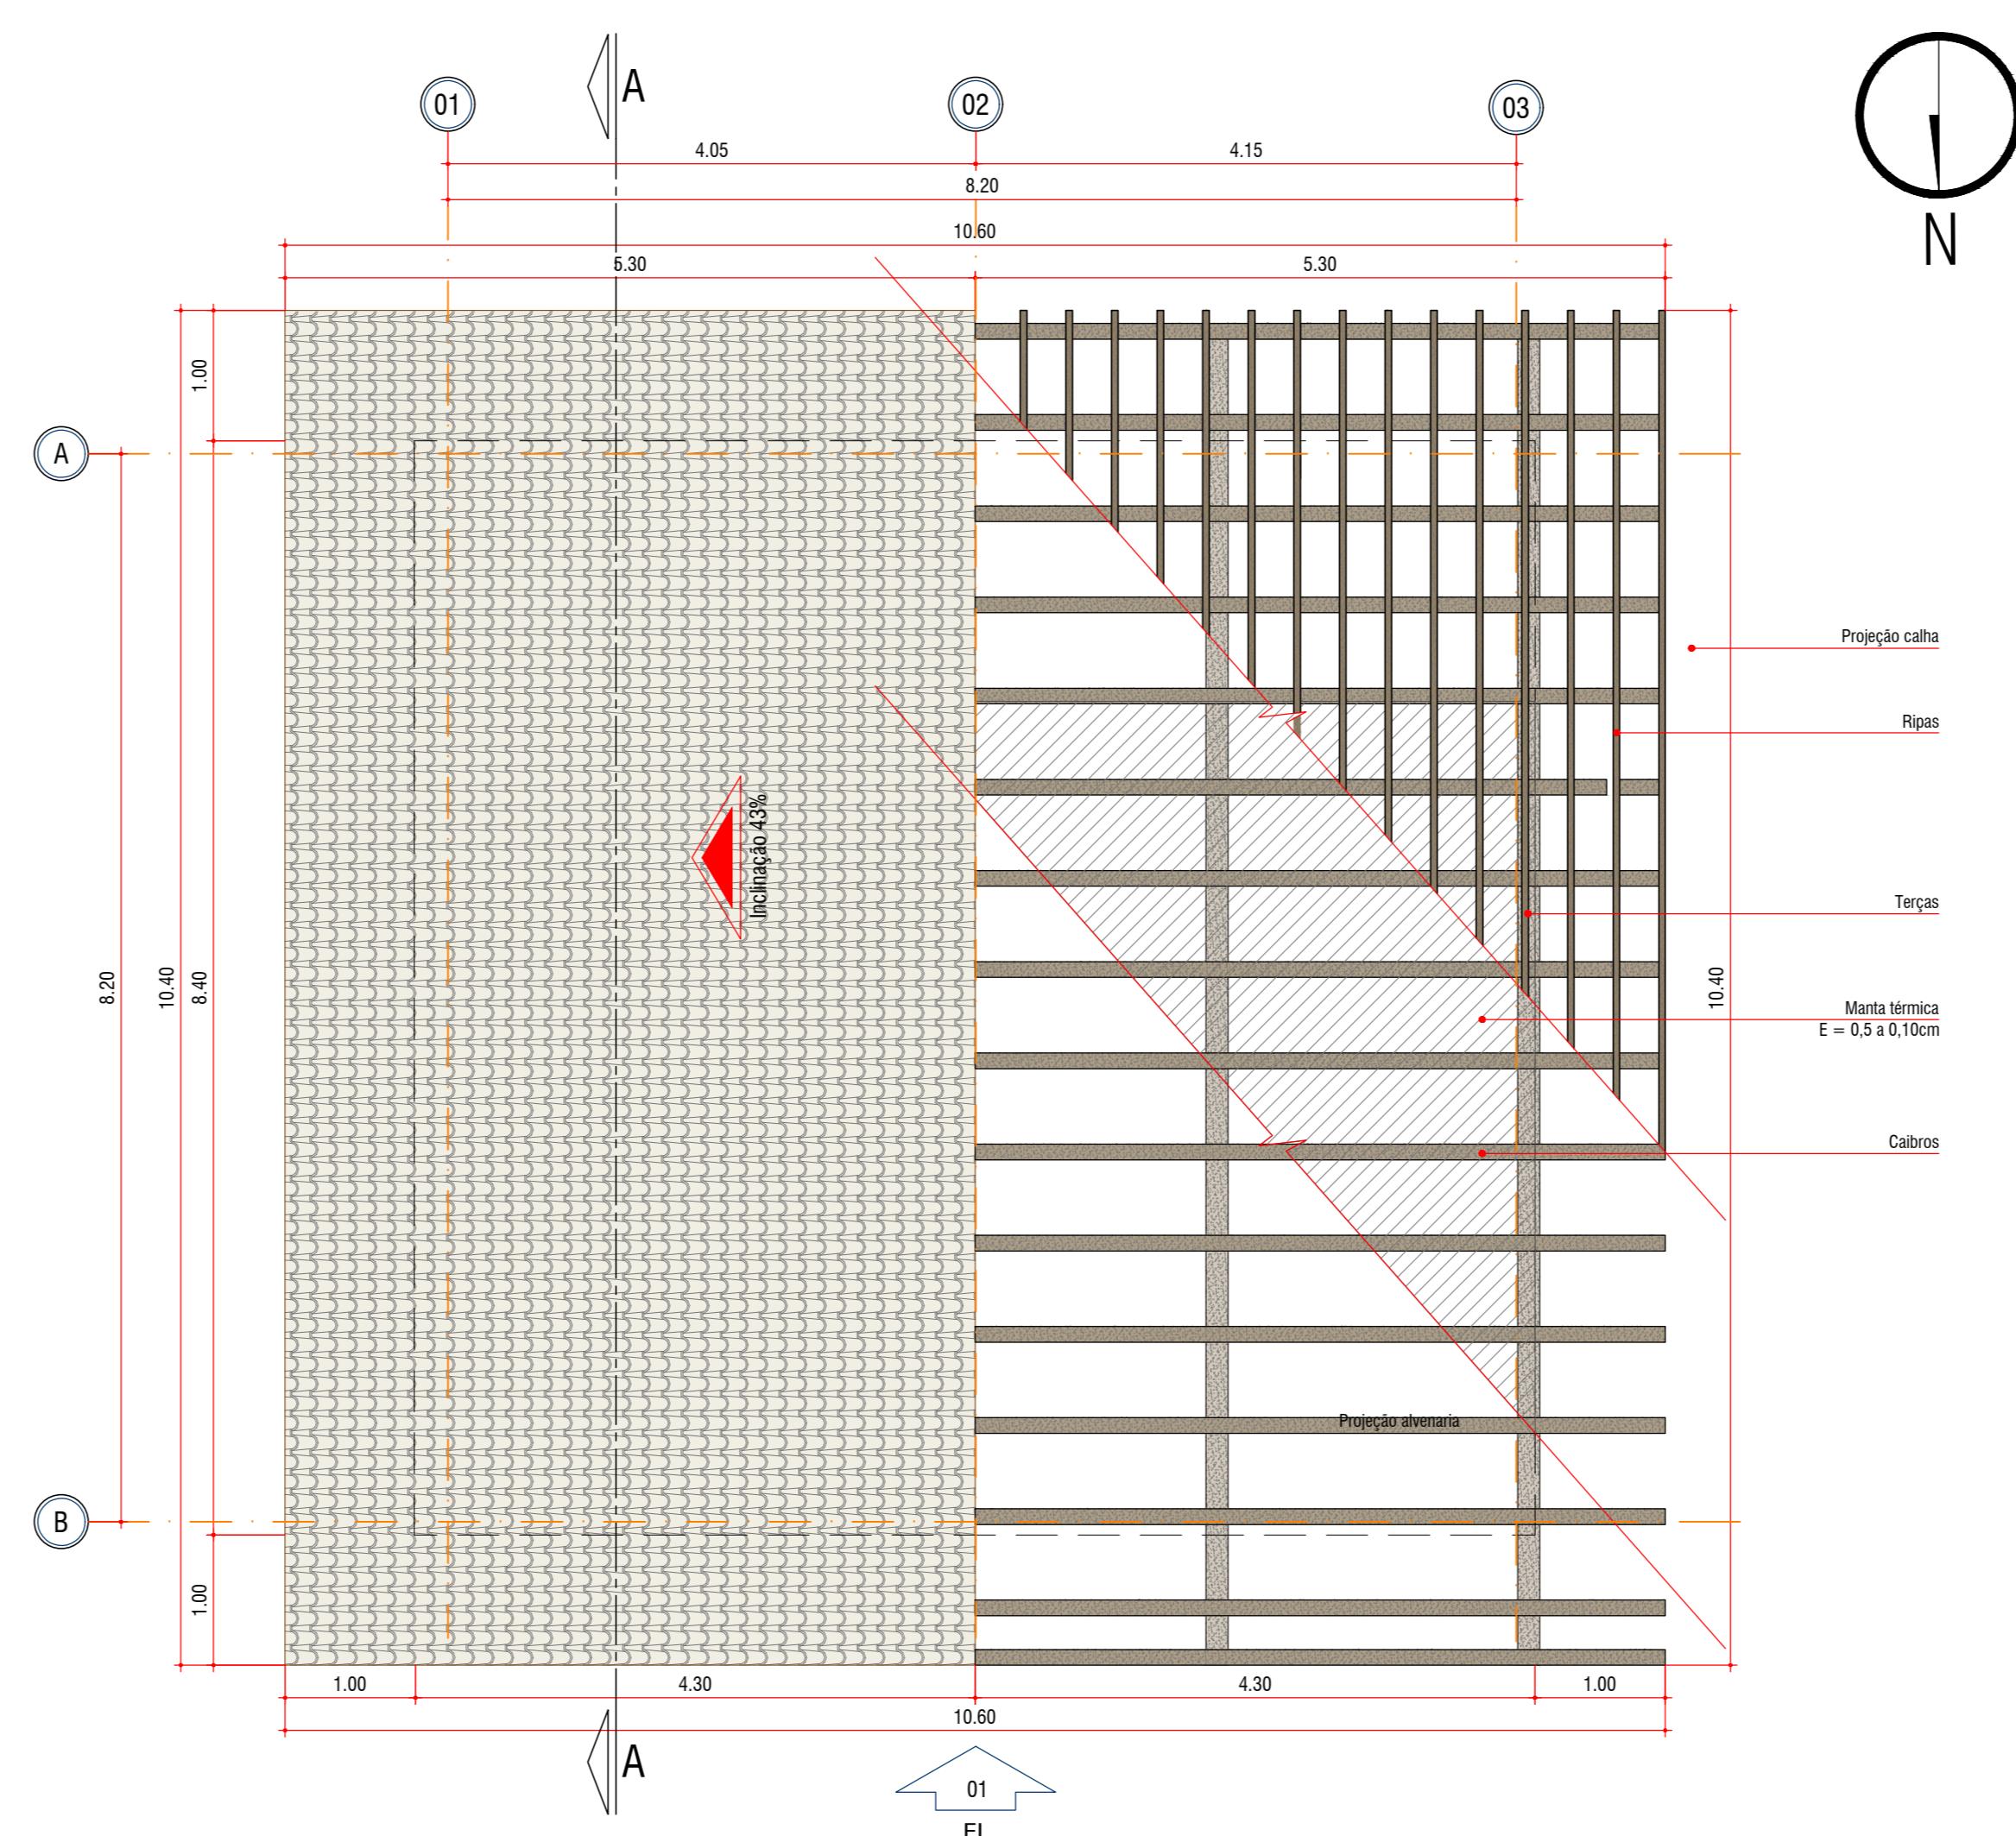 A
01
02
03
4.05
4.15
8.20
10.60
5.30
5.30
N
1.00
A
Projeção calha
Ripas
Inclinação 43%
Terças
8.20
10.40
8.40
10.40
Manta térmica
E = 0,5 a 0,10cm
Caibros
Projeção alvenaria
B
1.00
1.00
4.30
4.30
1.00
10.60
A
01